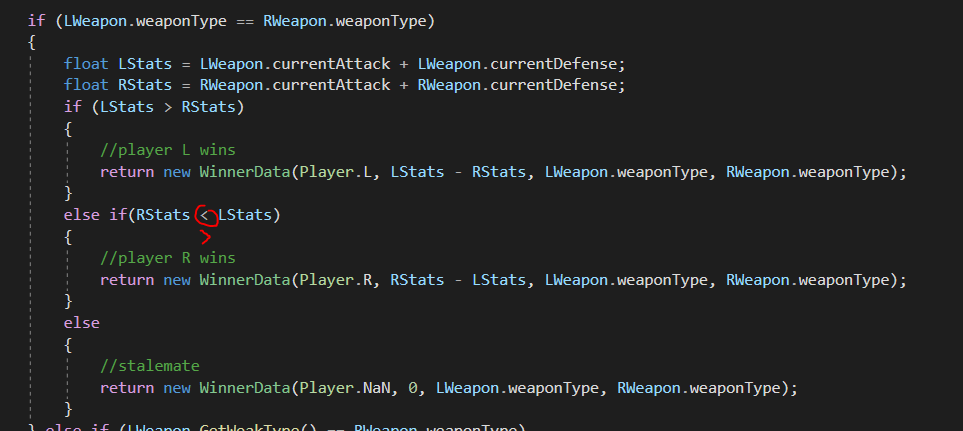 if (LWeapon.weaponType == RWeapon.weaponType)
{
float LStats = LWeapon.currentAttack + LWeapon.currentDefense;
float RStats = RWeapon.currentAttack + RWeapon.currentDefense;
if (LStats > RStats)
{
//player L wins
return new WinnerData(Player.L, LStats - RStats, LWeapon.weaponType, RWeapon.weaponType);
}
else if(RStats < LStats)
>
{
//player R wins
return new WinnerData(Player.R, RStats - LStats, LWeapon.weaponType, RWeapon.weaponType);
}
else
{
//stalemate
return new WinnerData(Player.NaN, 0, LWeapon.weaponType, RWeapon.weaponType);
}
} else if (LWeapon.GetWeakType() == RWeapon.weaponType)